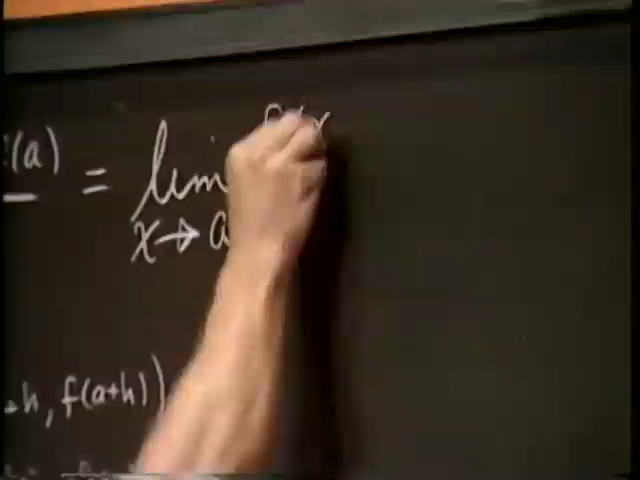 (a) = lim
x→a
+h, f(a+h))